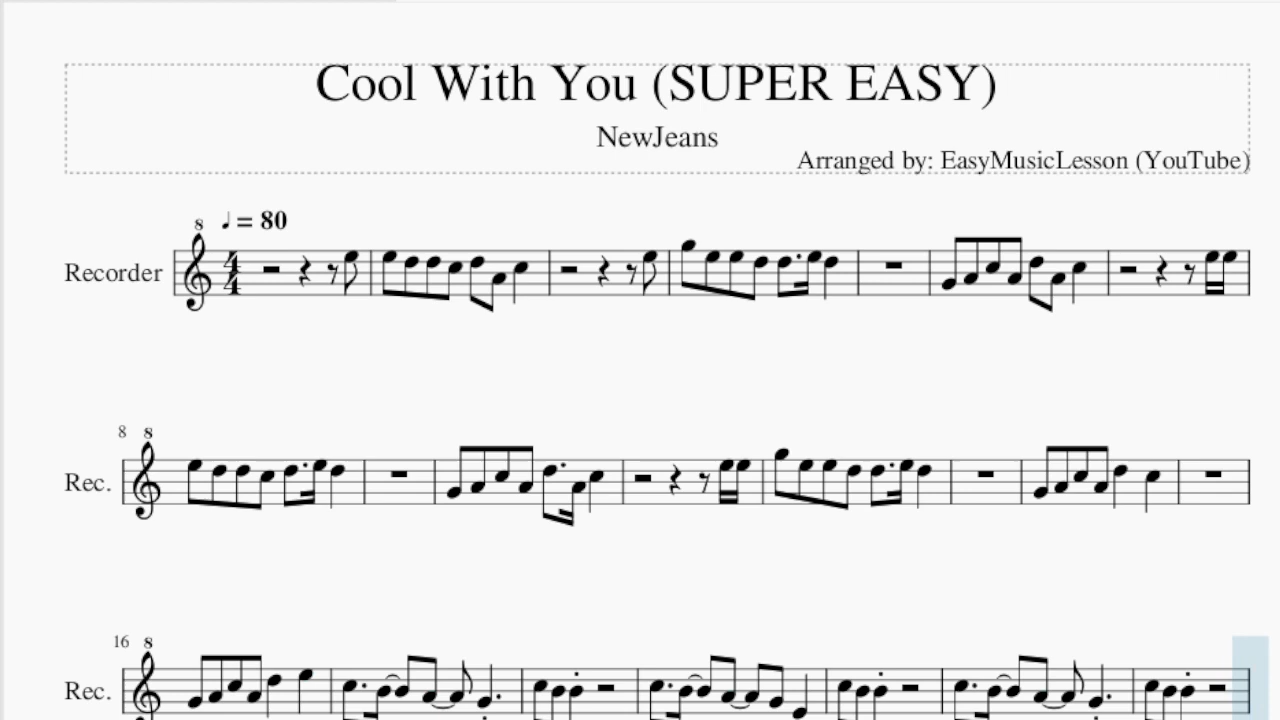 Cool With You (SUPER EASY)
NewJeans
Arranged by: EasyMusicLesson (YouTube)
8 ♩ = 80
Recorder 4/4
8 8
Rec.
16 8
Rec.